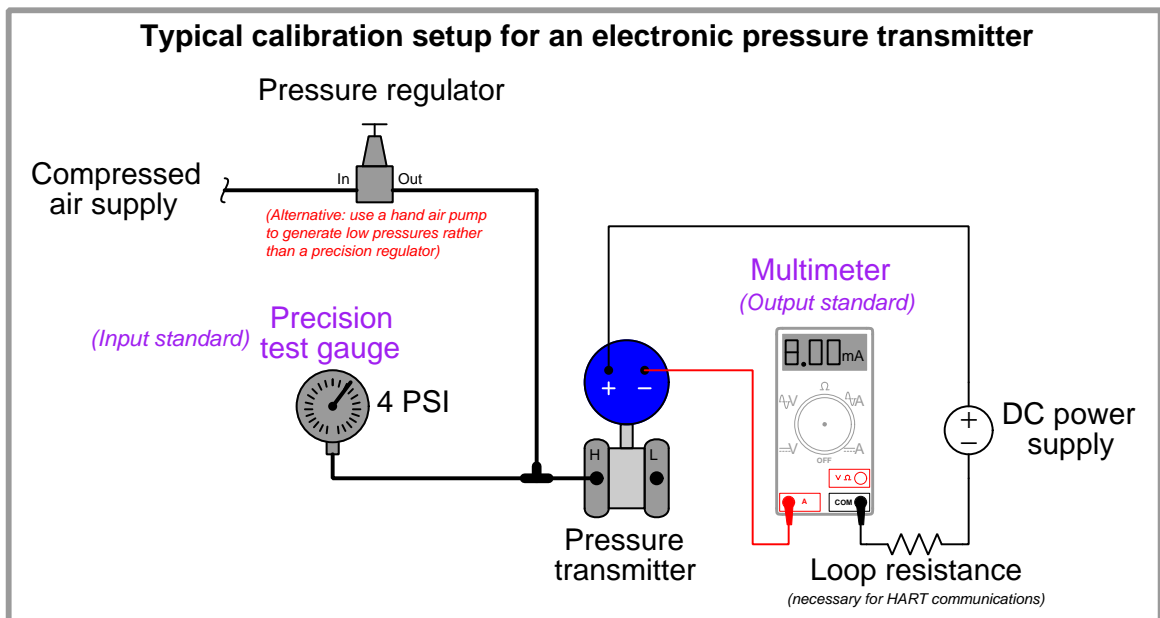 Typical calibration setup for an electronic pressure transmitter
Pressure regulator
Compressed
air supply
In
Out
(Alternative: use a hand air pump
to generate low pressures rather
than a precision regulator)
Multimeter
(Output standard)
(Input standard)
Precision
test gauge
4 PSI
+ −
H
L
Pressure
transmitter
8.00 mA
Ω
V
A
V
A
OFF
V Ω
A
COM
+
−
DC power
supply
Loop resistance
(necessary for HART communications)